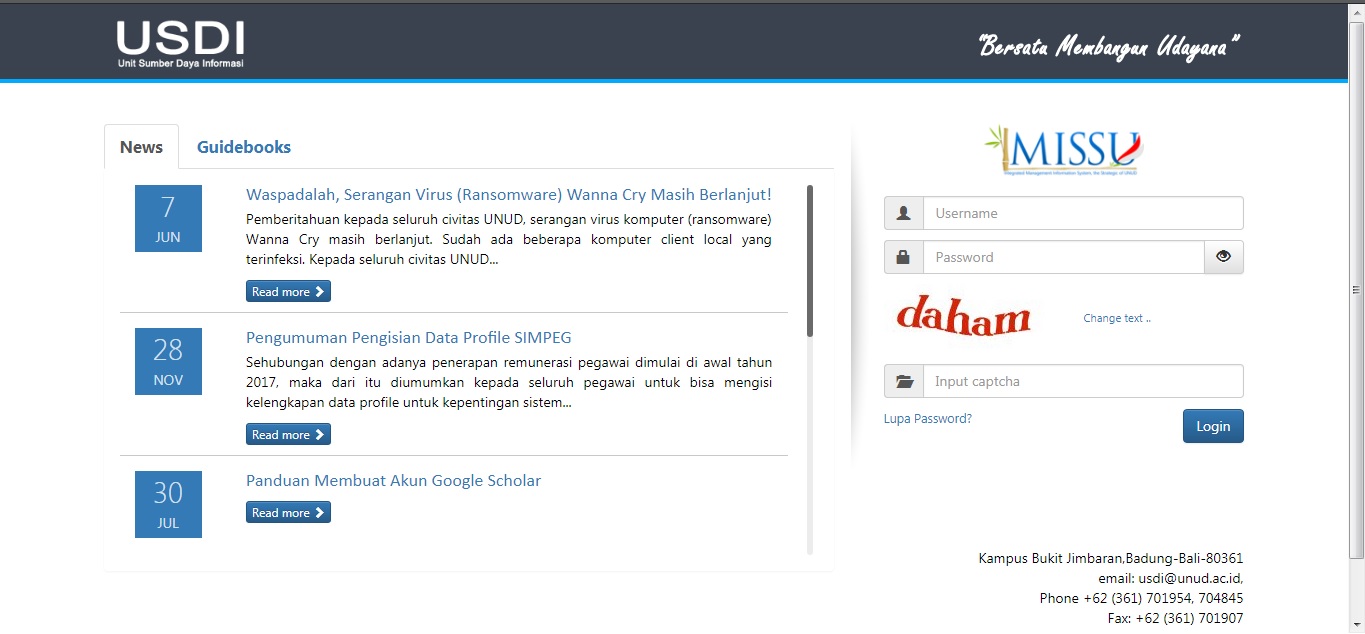 USDI
Unit Sumber Daya Informasi
"Bersatu Membangun Udayana"
News
Guidebooks
7
JUN
Waspadalah, Serangan Virus (Ransomware) Wanna Cry Masih Berlanjut!
Pemberitahuan kepada seluruh civitas UNUD, serangan virus komputer (ransomware)
Wanna Cry masih berlanjut. Sudah ada beberapa komputer client local yang
terinfeksi. Kepada seluruh civitas UNUD...
Read more
28
NOV
Pengumuman Pengisian Data Profile SIMPEG
Sehubungan dengan adanya penerapan remunerasi pegawai dimulai di awal tahun
2017, maka dari itu diumumkan kepada seluruh pegawai untuk bisa mengisi
kelengkapan data profile untuk kepentingan sistem...
Read more
30
JUL
Panduan Membuat Akun Google Scholar
Read more
IMISSU
Integrated Management Information System, the Strategic of UNUD
Username
Password
daham
Change text ..
Input captcha
Lupa Password?
Login
Kampus Bukit Jimbaran,Badung-Bali-80361
email: usdi@unud.ac.id,
Phone +62 (361) 701954, 704845
Fax: +62 (361) 701907